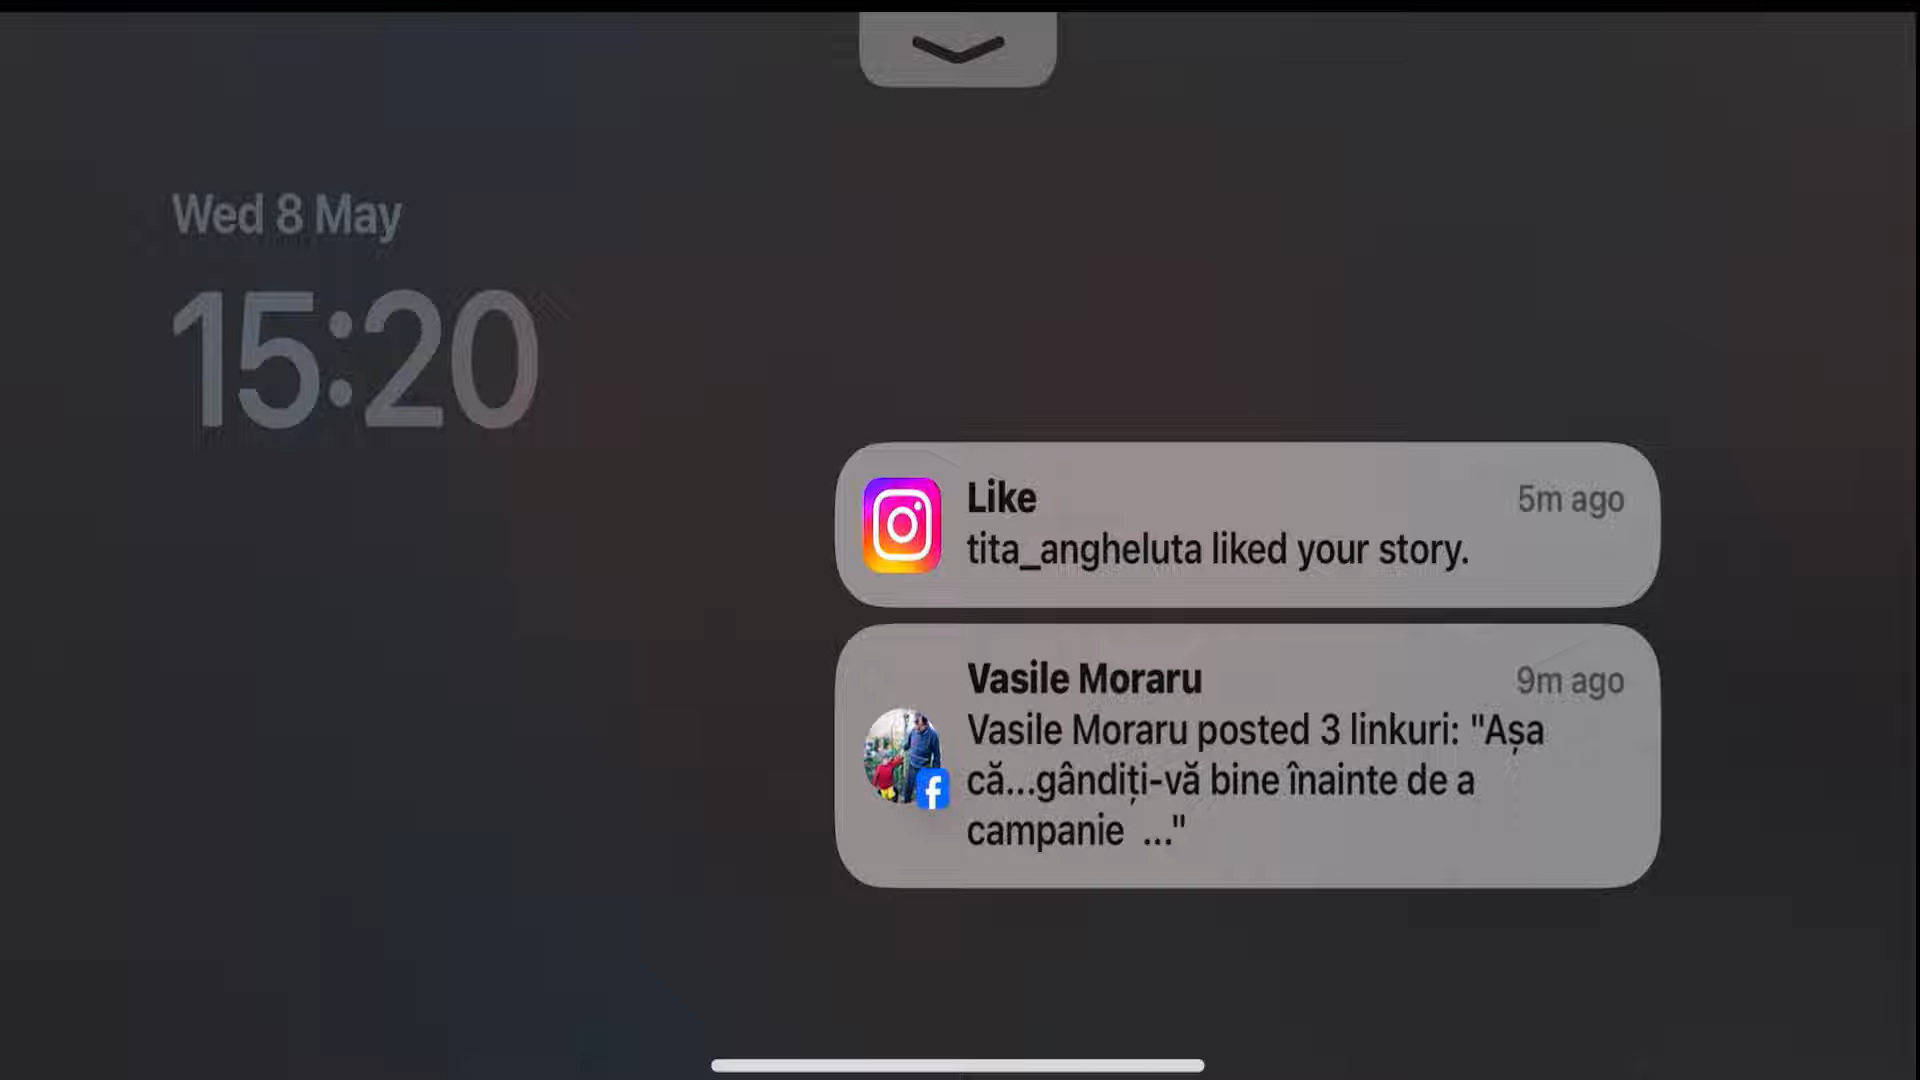 Wed 8 May
15:20
Like
5m ago
tita_angheluta liked your story.
Vasile Moraru
9m ago
Vasile Moraru posted 3 linkuri: "Așa
că...gândiți-vă bine înainte de a
campanie  ..."